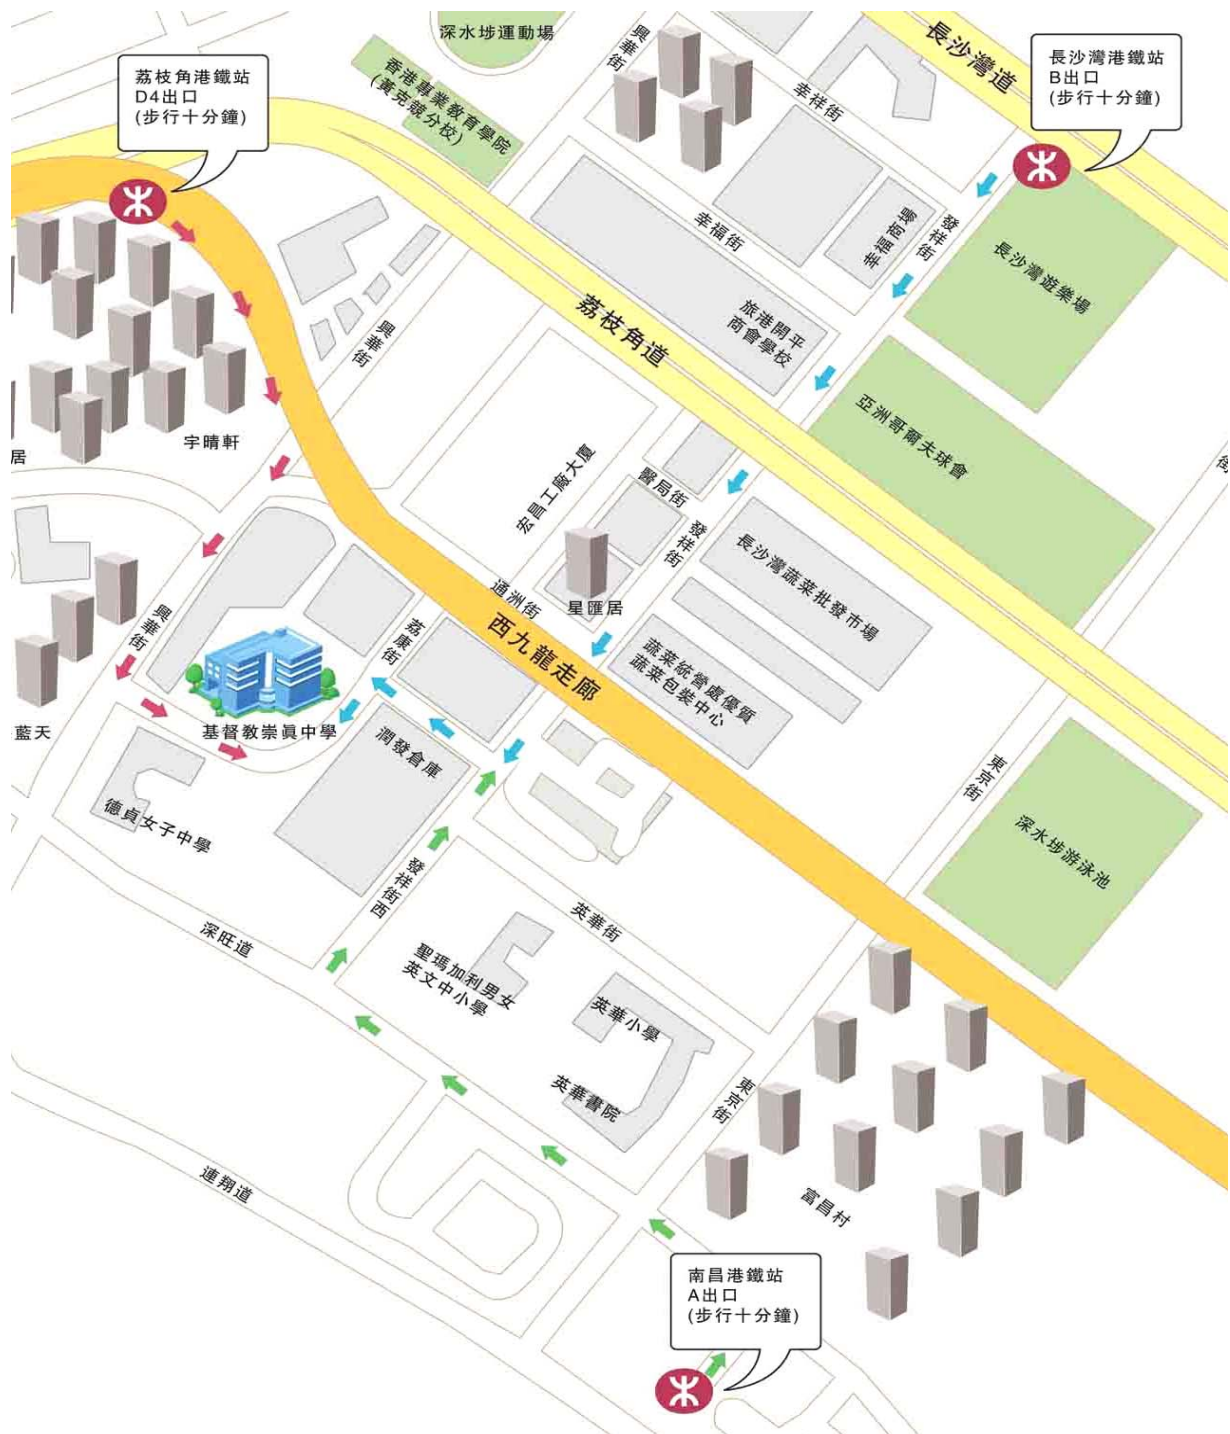 深水埗運動場
興華街
長沙灣道
長沙灣港鐵站
B出口
(步行十分鐘)
荔枝角港鐵站
D4出口
(步行十分鐘)
香港專業教育學院
(黃克競分校)
幸祥街
幸福街
發祥街
長沙灣遊樂場
旅港開平
商會學校
荔枝角道
興華街
亞洲哥爾夫球會
宇晴軒
居
街
宏昌工廠大廈
醫局街
發祥街
長沙灣蔬菜批發市場
通洲街
星匯居
西九龍走廊
蔬菜統營處優質
蔬菜包裝中心
興華街
荔康街
基督教崇真中學
藍天
潤發倉庫
東京街
德貞女子中學
深水埗游泳池
發祥街西
英華街
深旺道
聖瑪加利男女
英文中小學
英華小學
英華書院
東京街
連翔道
富昌村
南昌港鐵站
A出口
(步行十分鐘)